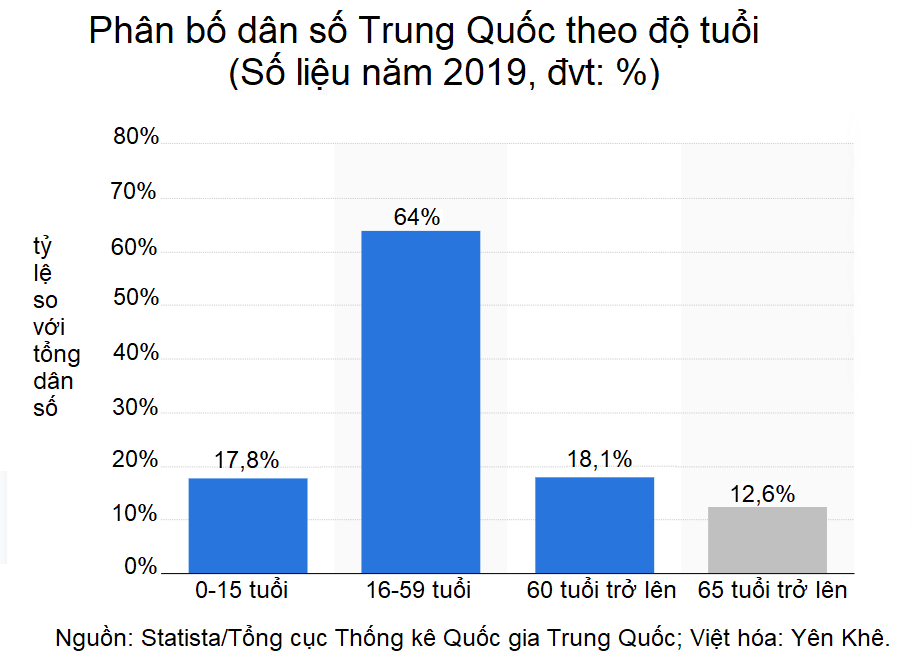 Phân bố dân số Trung Quốc theo độ tuổi
(Số liệu năm 2019, đvt: %)
80%
70%
60%
50%
40%
30%
20%
10%
0%
tỷ
lệ
so
với
tổng
dân
số
17,8%
64%
18,1%
12,6%
0-15 tuổi
16-59 tuổi
60 tuổi trở lên
65 tuổi trở lên
Nguồn: Statista/Tổng cục Thống kê Quốc gia Trung Quốc; Việt hóa: Yên Khê.